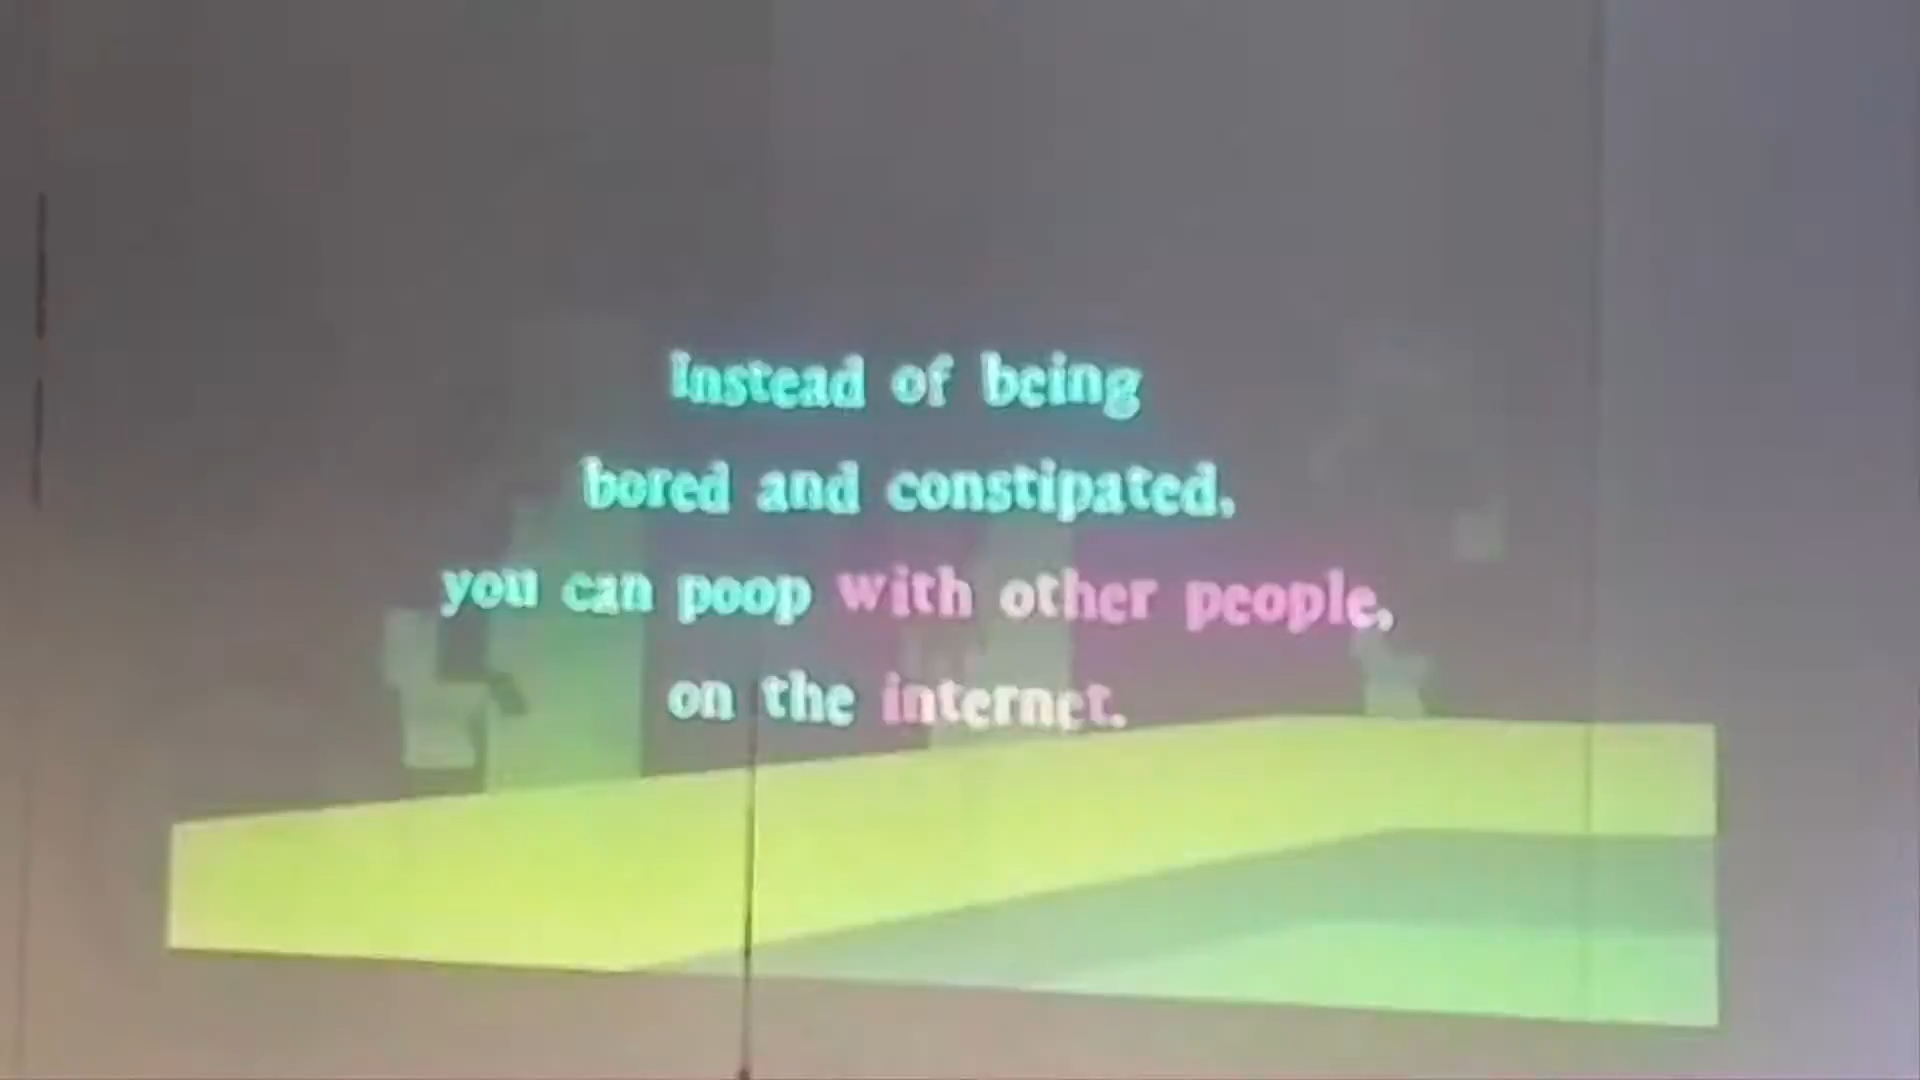 Instead of being
bored and constipated,
you can poop with other people,
on the internet.